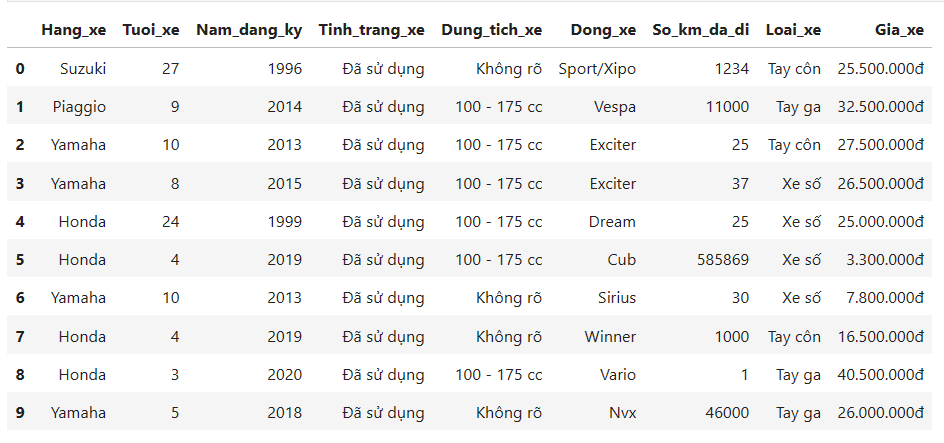 Hang_xe Tuoi_xe Nam_dang_ky Tinh_trang_xe Dung_tich_xe Dong_xe So_km_da_di Loai_xe Gia_xe
0 Suzuki 27 1996 Đã sử dụng Không rõ Sport/Xipo 1234 Tay côn 25.500.000đ
1 Piaggio 9 2014 Đã sử dụng 100 - 175 cc Vespa 11000 Tay ga 32.500.000đ
2 Yamaha 10 2013 Đã sử dụng 100 - 175 cc Exciter 25 Tay côn 27.500.000đ
3 Yamaha 8 2015 Đã sử dụng 100 - 175 cc Exciter 37 Xe số 26.500.000đ
4 Honda 24 1999 Đã sử dụng 100 - 175 cc Dream 25 Xe số 25.000.000đ
5 Honda 4 2019 Đã sử dụng 100 - 175 cc Cub 585869 Xe số 3.300.000đ
6 Yamaha 10 2013 Đã sử dụng Không rõ Sirius 30 Xe số 7.800.000đ
7 Honda 4 2019 Đã sử dụng Không rõ Winner 1000 Tay côn 16.500.000đ
8 Honda 3 2020 Đã sử dụng 100 - 175 cc Vario 1 Tay ga 40.500.000đ
9 Yamaha 5 2018 Đã sử dụng Không rõ Nvx 46000 Tay ga 26.000.000đ